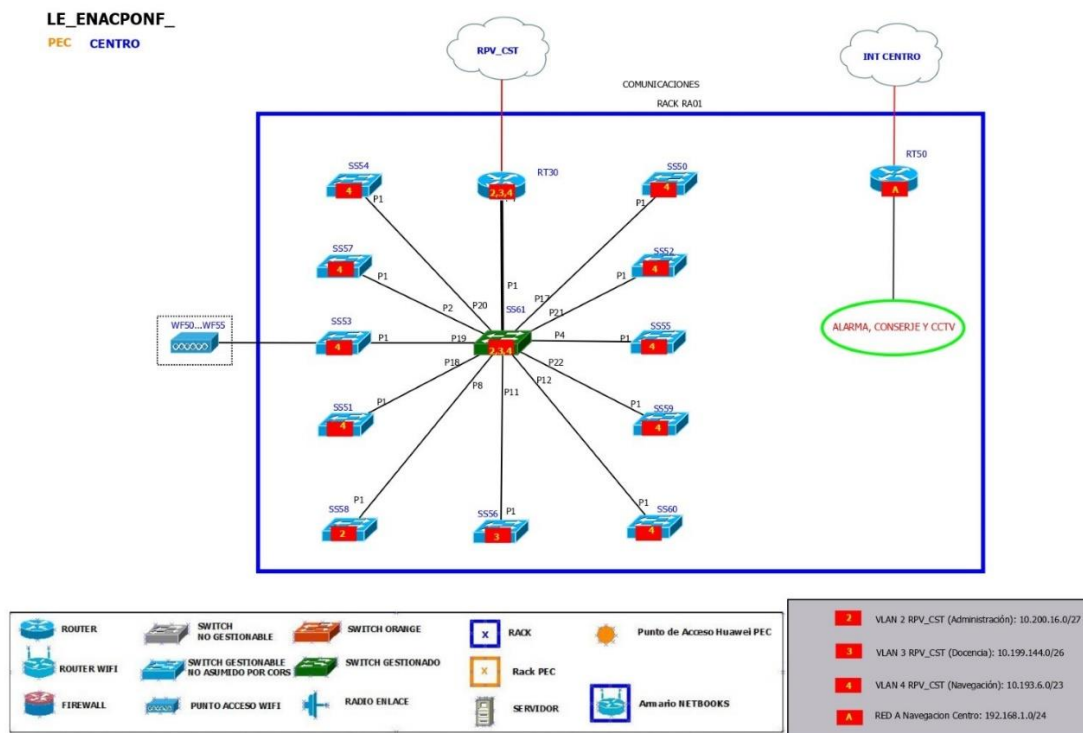 LE_ENACPONF_
PEC CENTRO
RPV_CST
INT CENTRO
COMUNICACIONES
RACK RA01
SS54
4
P1
RT30
2,3,4
SS50
4
P1
RT50
A
SS57
4
P1
P2
P20
P1
SS61
2,3,4
P17
P21
SS52
4
P1
WF50...WF55
SS53
4
P1
P19
P4
SS55
4
P1
ALARMA, CONSERJE Y CCTV
P18
P8
P11
P12
P22
SS51
4
P1
SS59
4
P1
SS58
2
P1
SS56
3
P1
SS60
4
P1
ROUTER
SWITCH
NO GESTIONABLE
SWITCH ORANGE
X RACK
Punto de Acceso Huawei PEC
ROUTER WIFI
SWITCH GESTIONABLE
NO ASUMIDO POR CORS
SWITCH GESTIONADO
X Rack PEC
FIREWALL
PUNTO ACCESO WIFI
RADIO ENLACE
SERVIDOR
Armario NETBOOKS
2 VLAN 2 RPV_CST (Administración): 10.200.16.0/27
3 VLAN 3 RPV_CST (Docencia): 10.199.144.0/26
4 VLAN 4 RPV_CST (Navegación): 10.193.6.0/23
A RED A Navegacion Centro: 192.168.1.0/24